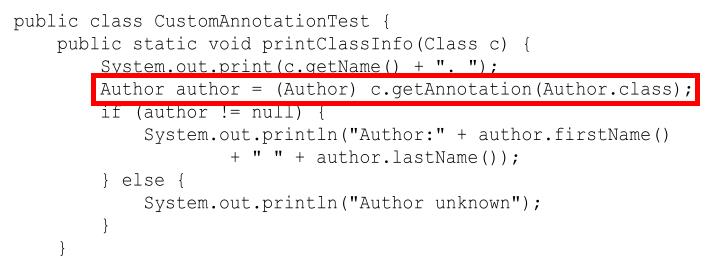 public class CustomAnnotationTest {
    public static void printClassInfo(Class c) {
        System.out.print(c.getName() + ". ");
        Author author = (Author) c.getAnnotation(Author.class);
        if (author != null) {
            System.out.println("Author:" + author.firstName()
                    + " " + author.lastName());
        } else {
            System.out.println("Author unknown");
        }
    }